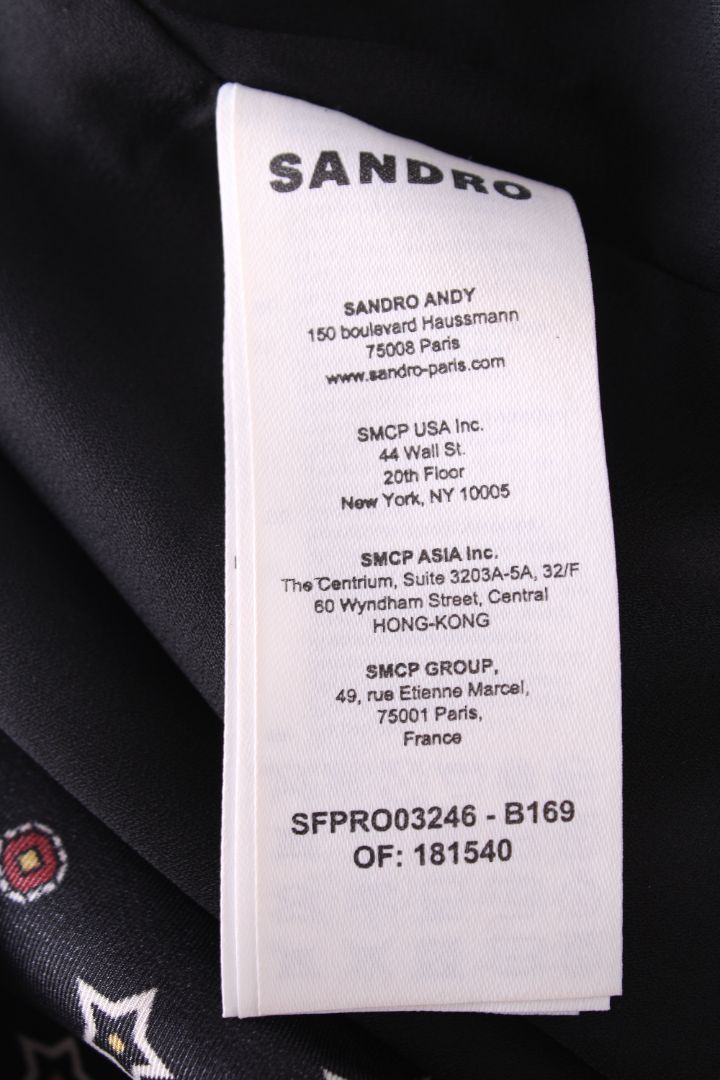 SANDRO
SANDRO ANDY
150 boulevard Haussmann
75008 Paris
www.sandro-paris.com
SMCP USA Inc.
44 Wall St.
20th Floor
New York, NY 10005
SMCP ASIA Inc.
The Centrium, Suite 3203A-5A, 32/F
60 Wyndham Street, Central
HONG-KONG
SMCP GROUP,
49, rue Etienne Marcel,
75001 Paris,
France
SFPRO03246 - B169
OF: 181540